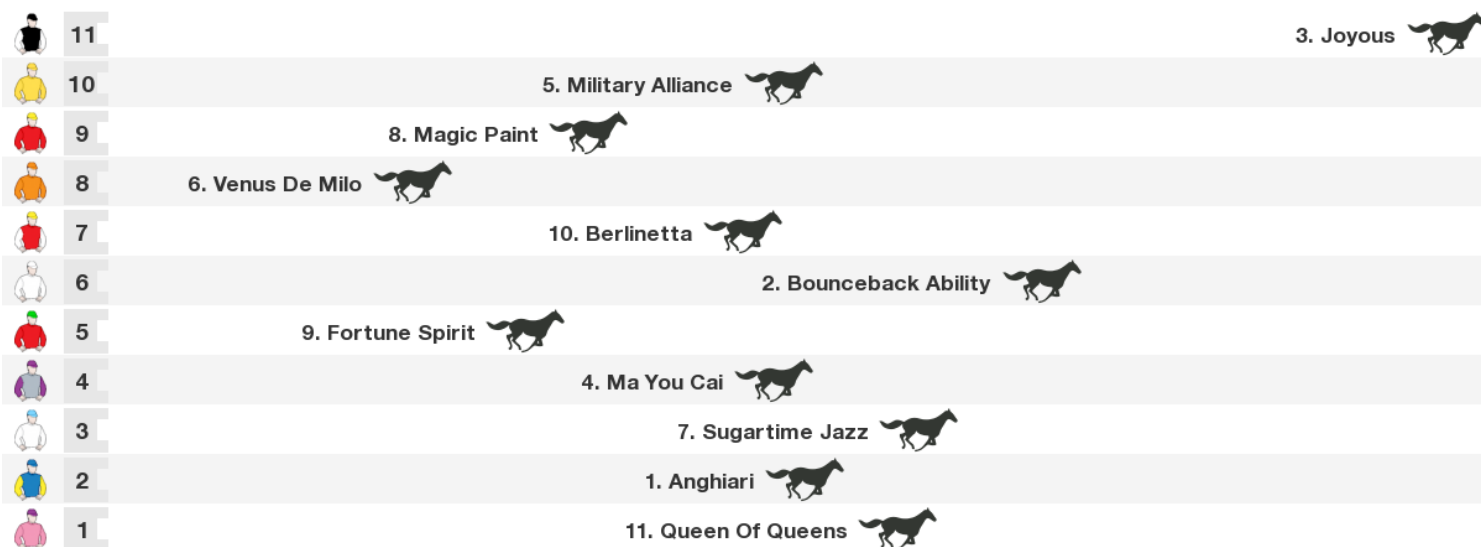 11 3. Joyous
10 5. Military Alliance
9 8. Magic Paint
8 6. Venus De Milo
7 10. Berlinetta
6 2. Bounceback Ability
5 9. Fortune Spirit
4 4. Ma You Cai
3 7. Sugartime Jazz
2 1. Anghiari
1 11. Queen Of Queens